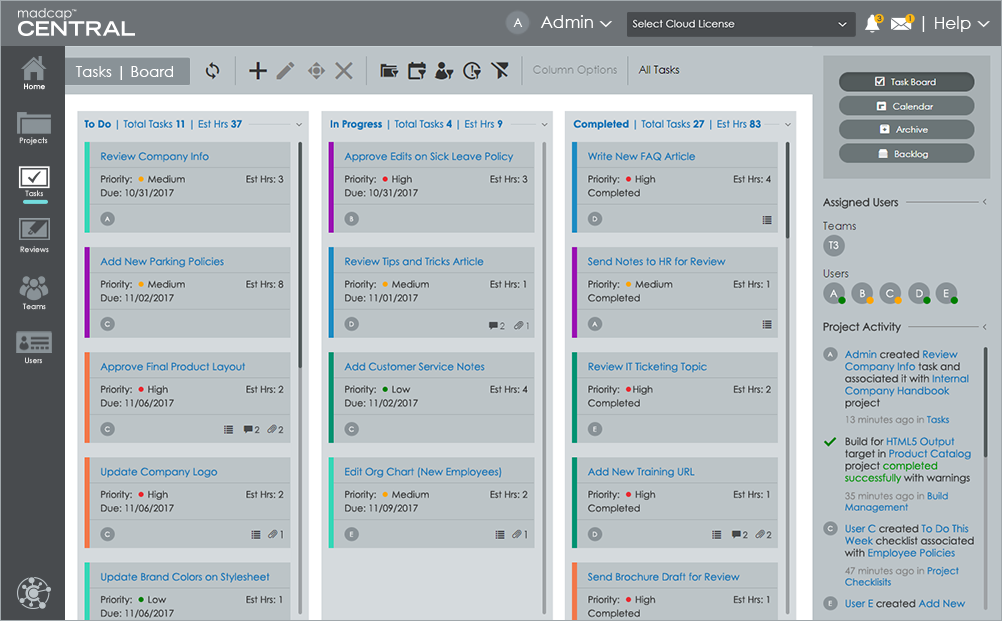 madcap™
CENTRAL
A
Admin
Select Cloud License
3
1
Help
Home
Projects
Tasks
Reviews
Teams
Users
Tasks | Board
Column Options
All Tasks
To Do | Total Tasks 11 | Est Hrs 37
Review Company Info
Priority: Medium Est Hrs: 3
Due: 10/31/2017
A
Add New Parking Policies
Priority: Medium Est Hrs: 8
Due: 11/02/2017
C
Approve Final Product Layout
Priority: High Est Hrs: 2
Due: 11/06/2017
C 2 2
Update Company Logo
Priority: High Est Hrs: 2
Due: 11/06/2017
C 1
Update Brand Colors on Stylesheet
Priority: Low Est Hrs: 1
Due: 11/06/2017
In Progress | Total Tasks 4 | Est Hrs 9
Approve Edits on Sick Leave Policy
Priority: High Est Hrs: 3
Due: 10/31/2017
B
Review Tips and Tricks Article
Priority: Medium Est Hrs: 1
Due: 11/01/2017
D 2 1
Add Customer Service Notes
Priority: Low Est Hrs: 4
Due: 11/02/2017
C
Edit Org Chart (New Employees)
Priority: Medium Est Hrs: 2
Due: 11/09/2017
E 1
Completed | Total Tasks 27 | Est Hrs 83
Write New FAQ Article
Priority: High Est Hrs: 4
Completed
D
Send Notes to HR for Review
Priority: Medium Est Hrs: 1
Completed
A
Review IT Ticketing Topic
Priority: High Est Hrs: 2
Completed
E
Add New Training URL
Priority: High Est Hrs: 1
Completed
D 2 2
Send Brochure Draft for Review
Priority: High Est Hrs: 1
Completed
Task Board
Calendar
Archive
Backlog
Assigned Users
Teams
T3
Users
A B C D E
Project Activity
A Admin created Review
Company Info task and
associated it with Internal
Company Handbook
project
13 minutes ago in Tasks
Build for HTML5 Output
target in Product Catalog
project completed
successfully with warnings
35 minutes ago in Build
Management
C User C created To Do This
Week checklist associated
with Employee Policies
47 minutes ago in Project
Checklisits
E User E created Add New